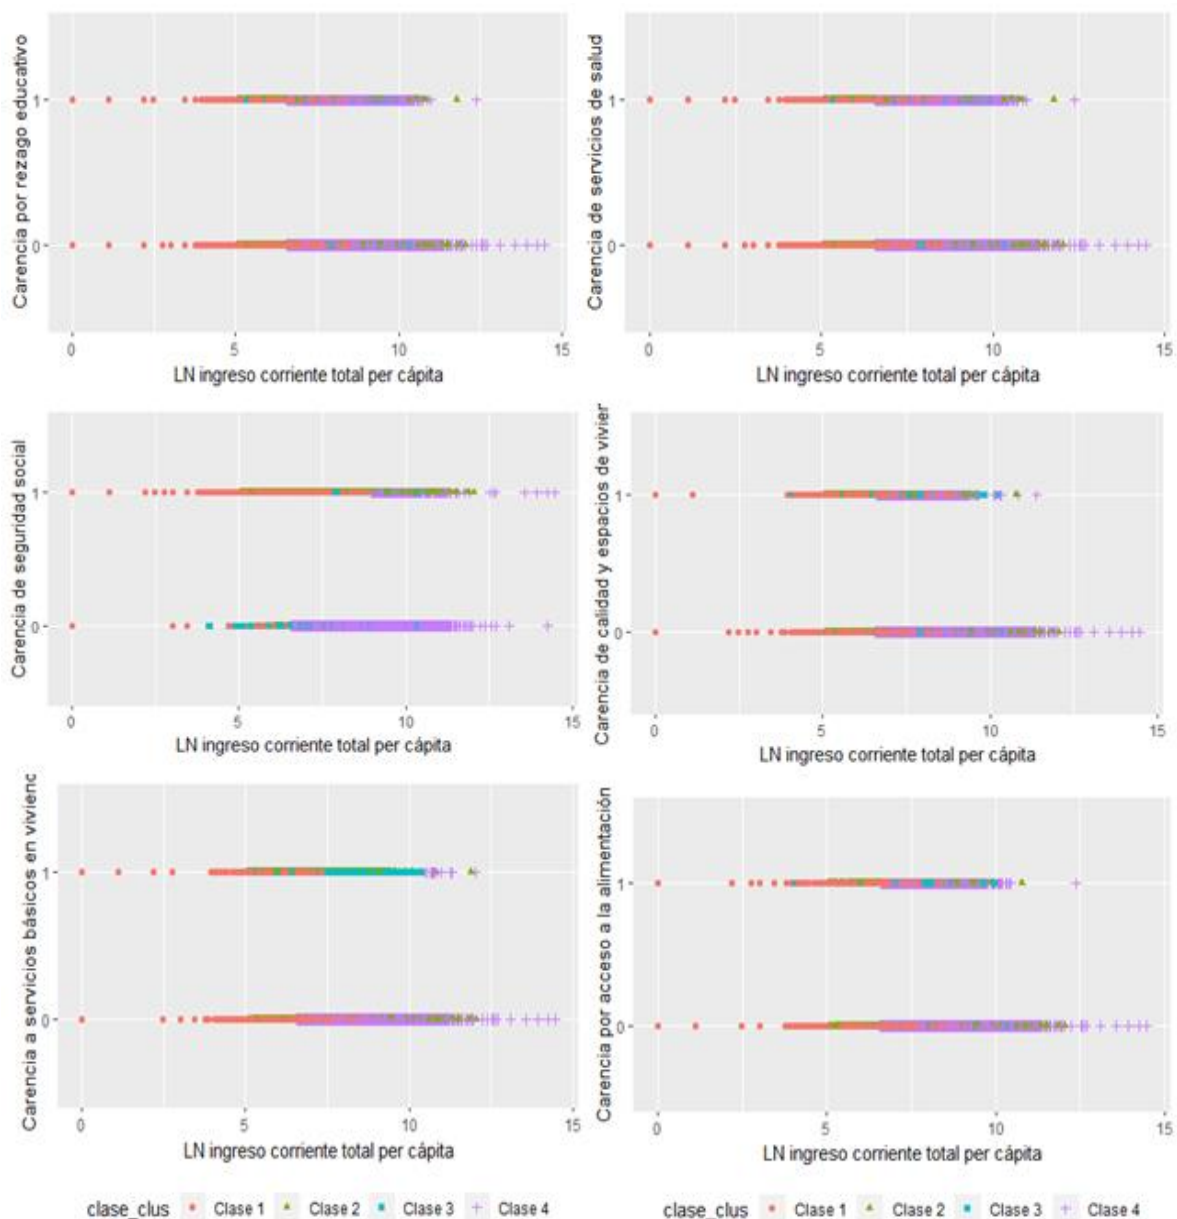 Carencia por rezago educativo
1
0
0 5 10 15
LN ingreso corriente total per cápita
Carencia de servicios de salud
1
0
0 5 10 15
LN ingreso corriente total per cápita
Carencia de seguridad social
1
0
0 5 10 15
LN ingreso corriente total per cápita
Carencia de calidad y espacios de vivier
1
0
0 5 10 15
LN ingreso corriente total per cápita
Carencia a servicios básicos en viviend
1
0
0 5 10 15
LN ingreso corriente total per cápita
Carencia por acceso a la alimentación
1
0
0 5 10 15
LN ingreso corriente total per cápita
clase_clus Clase 1 Clase 2 Clase 3 Clase 4
clase_clus Clase 1 Clase 2 Clase 3 Clase 4